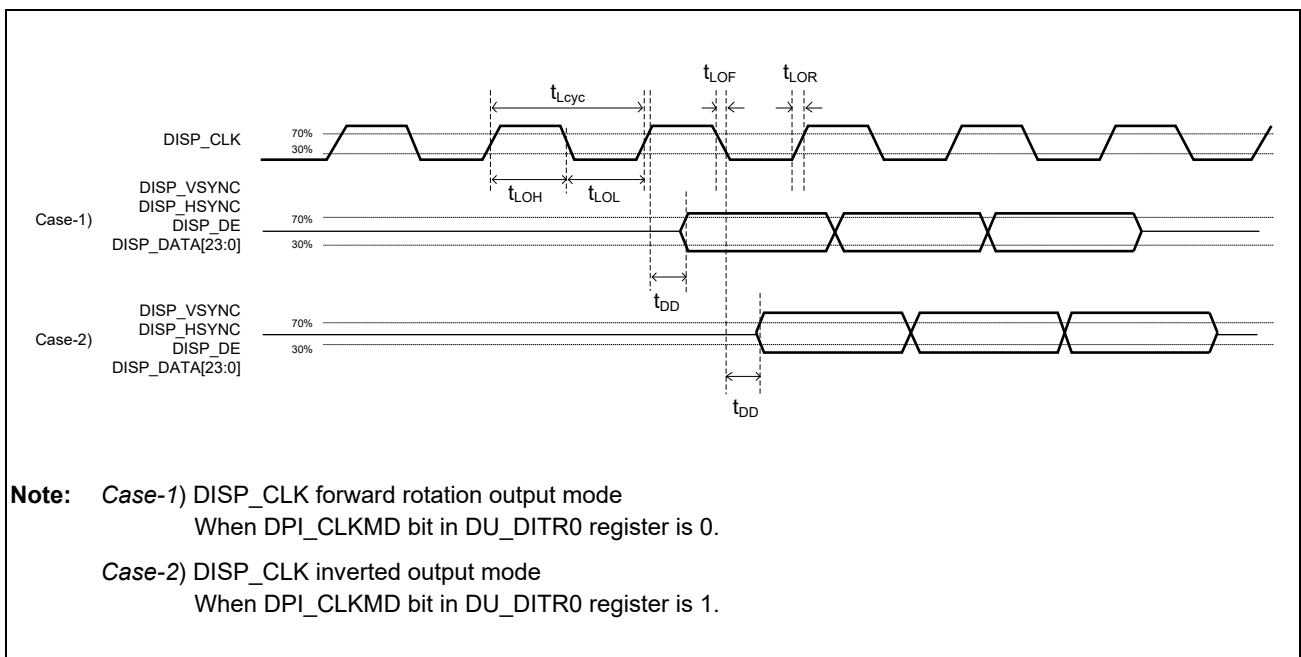 tLOF tLOR
tLcyc
DISP_CLK 70%
30%
tLOH tLOL
DISP_VSYNC
DISP_HSYNC
Case-1) DISP_DE 70%
DISP_DATA[23:0] 30%
tDD
DISP_VSYNC
DISP_HSYNC 70%
Case-2) DISP_DE 30%
DISP_DATA[23:0]
tDD
Note: Case-1) DISP_CLK forward rotation output mode
When DPI_CLKMD bit in DU_DITR0 register is 0.
Case-2) DISP_CLK inverted output mode
When DPI_CLKMD bit in DU_DITR0 register is 1.